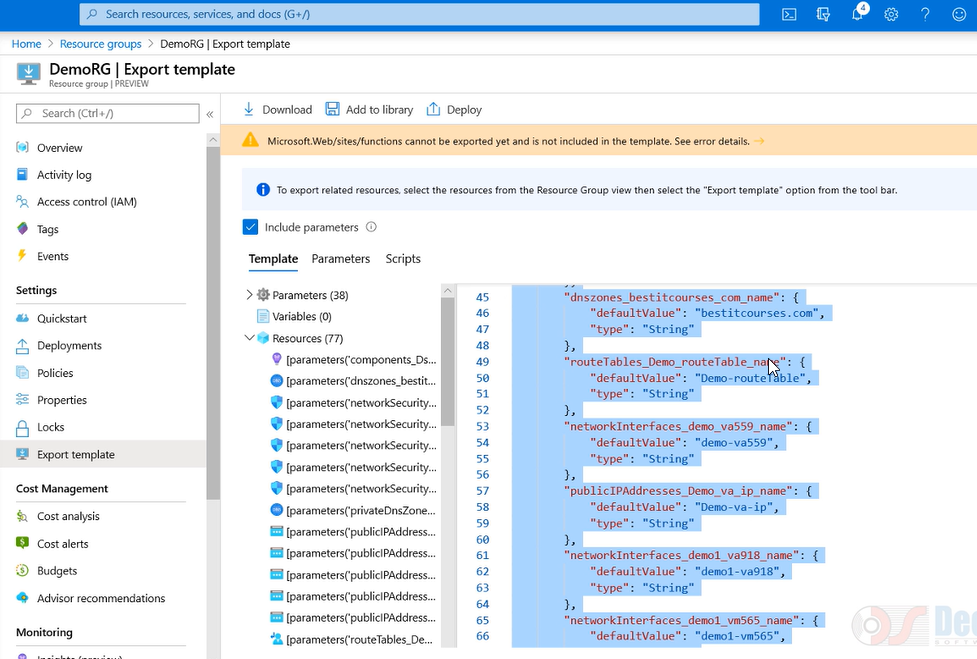 Search resources, services, and docs (G+/)
4
Home > Resource groups > DemoRG | Export template
DemoRG | Export template
Resource group | PREVIEW
Search (Ctrl+/)
«
Overview
Activity log
Access control (IAM)
Tags
Events
Settings
Quickstart
Deployments
Policies
Properties
Locks
Export template
Cost Management
Cost analysis
Cost alerts
Budgets
Advisor recommendations
Monitoring
Insights (preview)
Download Add to library Deploy
Microsoft.Web/sites/functions cannot be exported yet and is not included in the template. See error details. →
To export related resources, select the resources from the Resource Group view then select the "Export template" option from the tool bar.
Include parameters
Template Parameters Scripts
Parameters (38)
Variables (0)
Resources (77)
[parameters('components_Ds...
[parameters('dnszones_bestit...
[parameters('networkSecurity...
[parameters('networkSecurity...
[parameters('networkSecurity...
[parameters('networkSecurity...
[parameters('networkSecurity...
[parameters('privateDnsZone...
[parameters('publicIPAddress...
[parameters('publicIPAddress...
[parameters('publicIPAddress...
[parameters('publicIPAddress...
[parameters('publicIPAddress...
[parameters('routeTables_De...
},
45 "dnszones_bestitcourses_com_name": {
46 "defaultValue": "bestitcourses.com",
47 "type": "String"
48 },
49 "routeTables_Demo_routeTable_name": {
50 "defaultValue": "Demo-routeTable",
51 "type": "String"
52 },
53 "networkInterfaces_demo_va559_name": {
54 "defaultValue": "demo-va559",
55 "type": "String"
56 },
57 "publicIPAddresses_Demo_va_ip_name": {
58 "defaultValue": "Demo-va-ip",
59 "type": "String"
60 },
61 "networkInterfaces_demo1_va918_name": {
62 "defaultValue": "demo1-va918",
63 "type": "String"
64 },
65 "networkInterfaces_demo1_vm565_name": {
66 "defaultValue": "demo1-vm565",